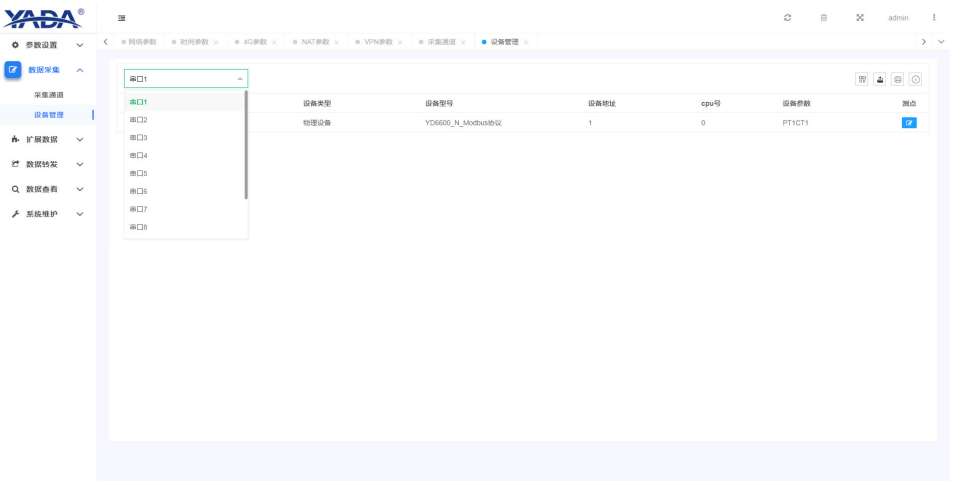 YADA®
admin
参数设置
网络参数 时间参数 4G参数 NAT参数 VPN参数 采集通道 设备管理
数据采集
采集通道
设备管理
扩展数据
数据转发
数据查看
系统维护
串口1
设备类型 设备型号 设备地址 cpu号 设备参数 测点
物理设备 YD6600_N_Modbus协议 1 0 PT1CT1
串口1
串口2
串口3
串口4
串口5
串口6
串口7
串口8